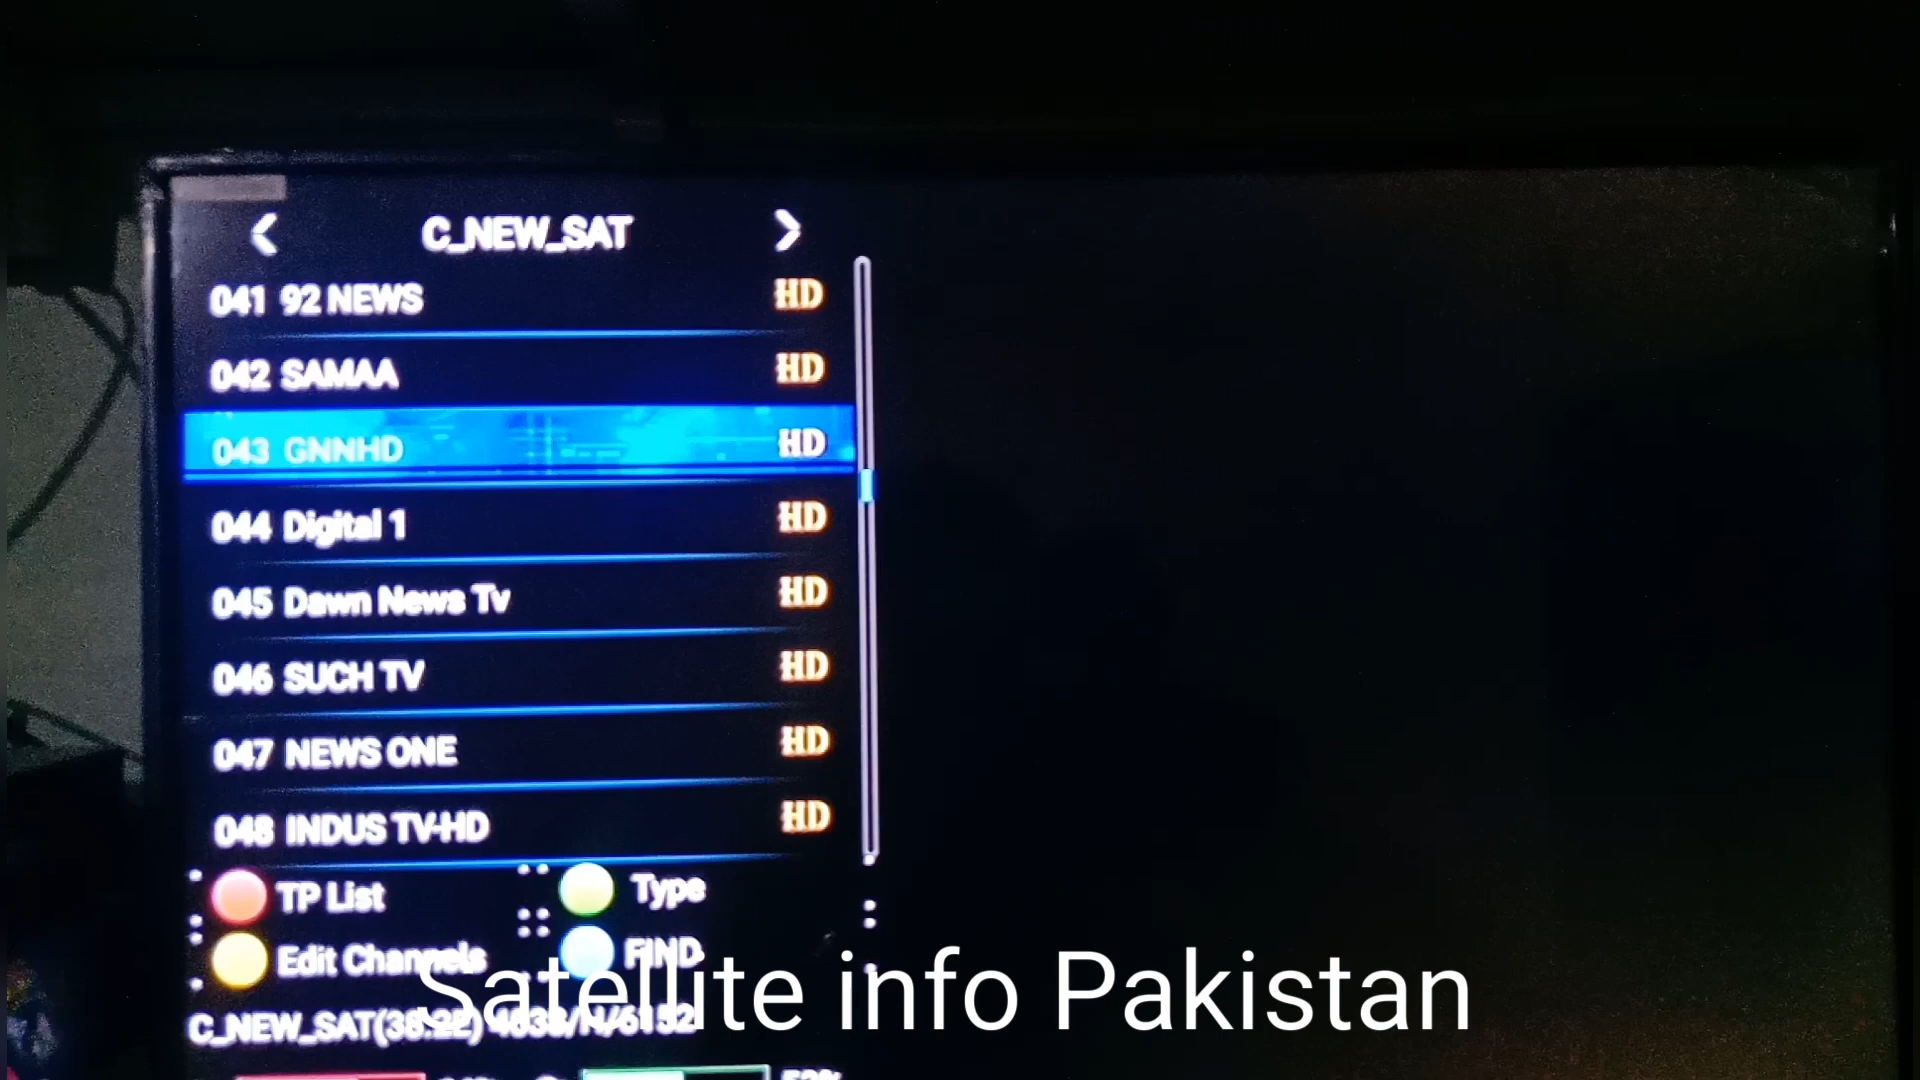 C_NEW_SAT
041 92 NEWS HD
042 SAMAA HD
043 GNNHD HD
044 Digital 1 HD
045 Dawn News Tv HD
046 SUCH TV HD
047 NEWS ONE HD
048 INDUS TV-HD HD
TP List Type
Edit Channels FIND
Satellite info Pakistan